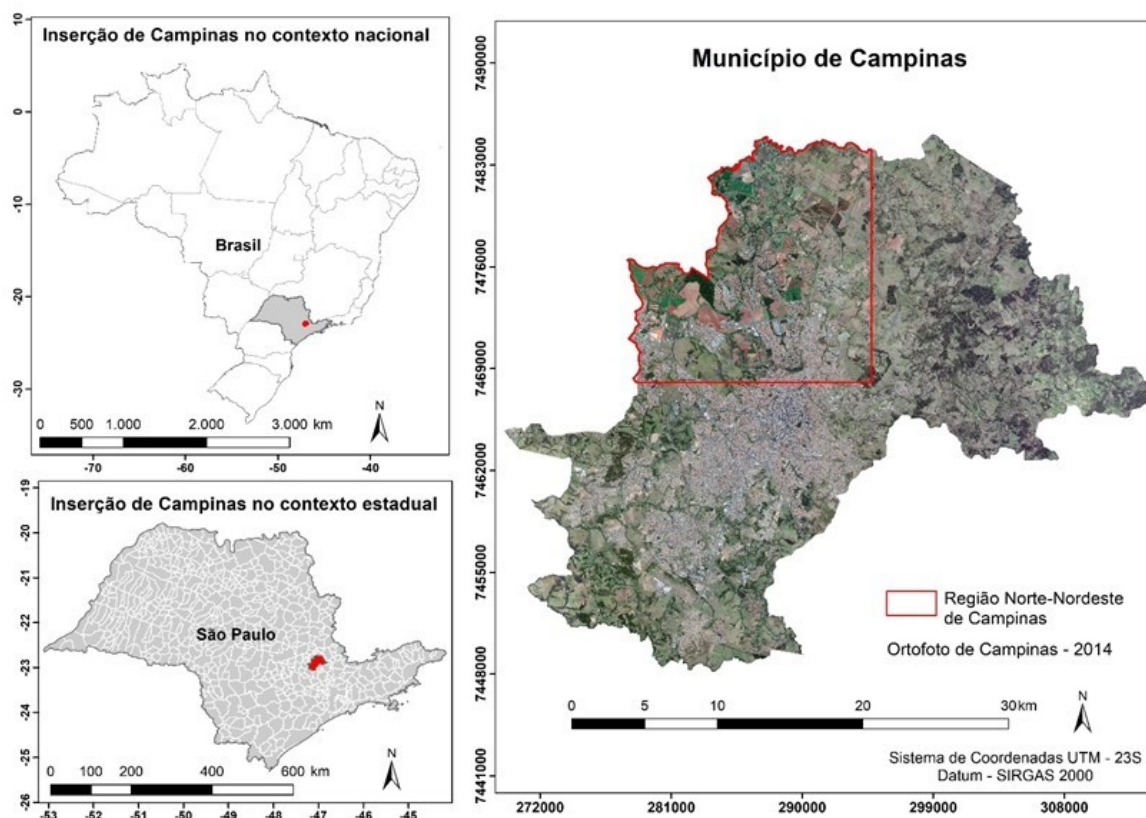 Inserção de Campinas no contexto nacional
10
0
-10
-20
-30
Brasil
N
0 500 1.000 2.000 3.000 km
-70 -60 -50 -40
Inserção de Campinas no contexto estadual
-19
-20
-21
-22
-23
-24
-25
-26
São Paulo
N
0 100 200 400 600 km
-53 -52 -51 -50 -49 -48 -47 -46 -45
Município de Campinas
7490000
7483000
7476000
7469000
7462000
7455000
7448000
7441000
Região Norte-Nordeste
de Campinas
Ortofoto de Campinas - 2014
0 5 10 20 30 km
N
Sistema de Coordenadas UTM - 23S
Datum - SIRGAS 2000
272000 281000 290000 299000 308000